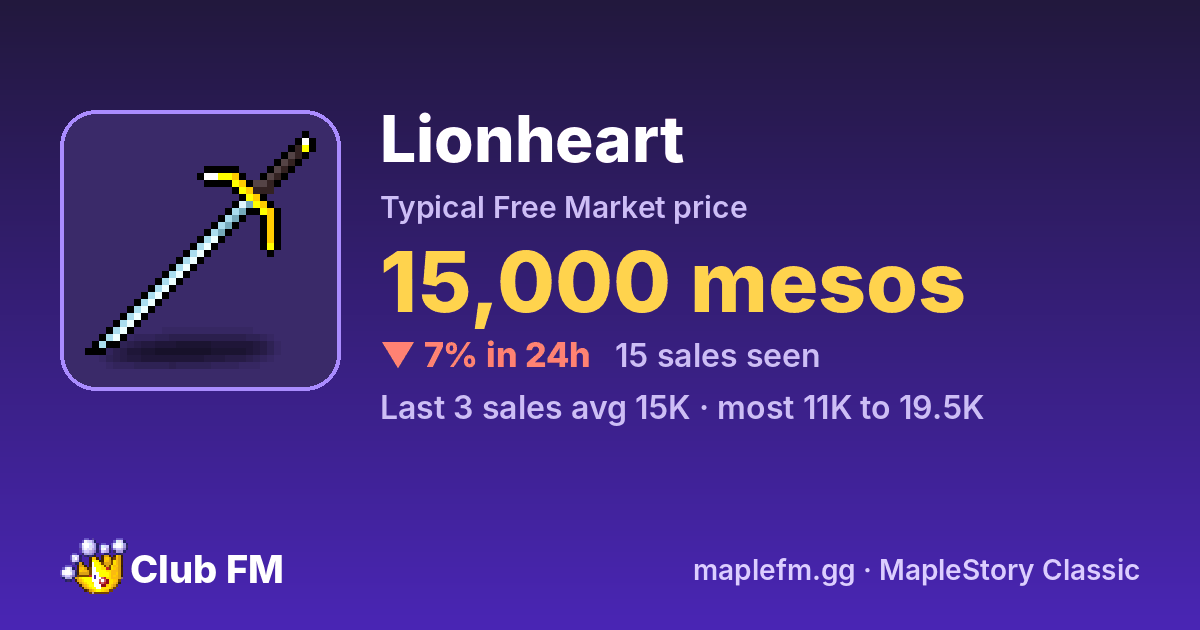 Lionheart
Typical Free Market price
15,000 mesos
▼ 7% in 24h 15 sales seen
Last 3 sales avg 15K · most 11K to 19.5K
Club FM
maplefm.gg · MapleStory Classic